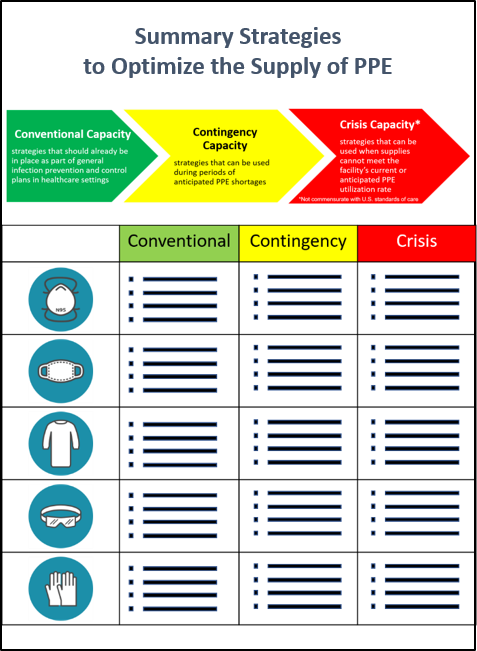 Summary Strategies
to Optimize the Supply of PPE
Conventional Capacity
strategies that should already be
in place as part of general
infection prevention and control
plans in healthcare settings
Contingency
Capacity
strategies that can be used
during periods of
anticipated PPE shortages
Crisis Capacity*
strategies that can be
used when supplies
cannot meet the
facility's current or
anticipated PPE
utilization rate
*Not commensurate with U.S. standards of care
Conventional
Contingency
Crisis
N95